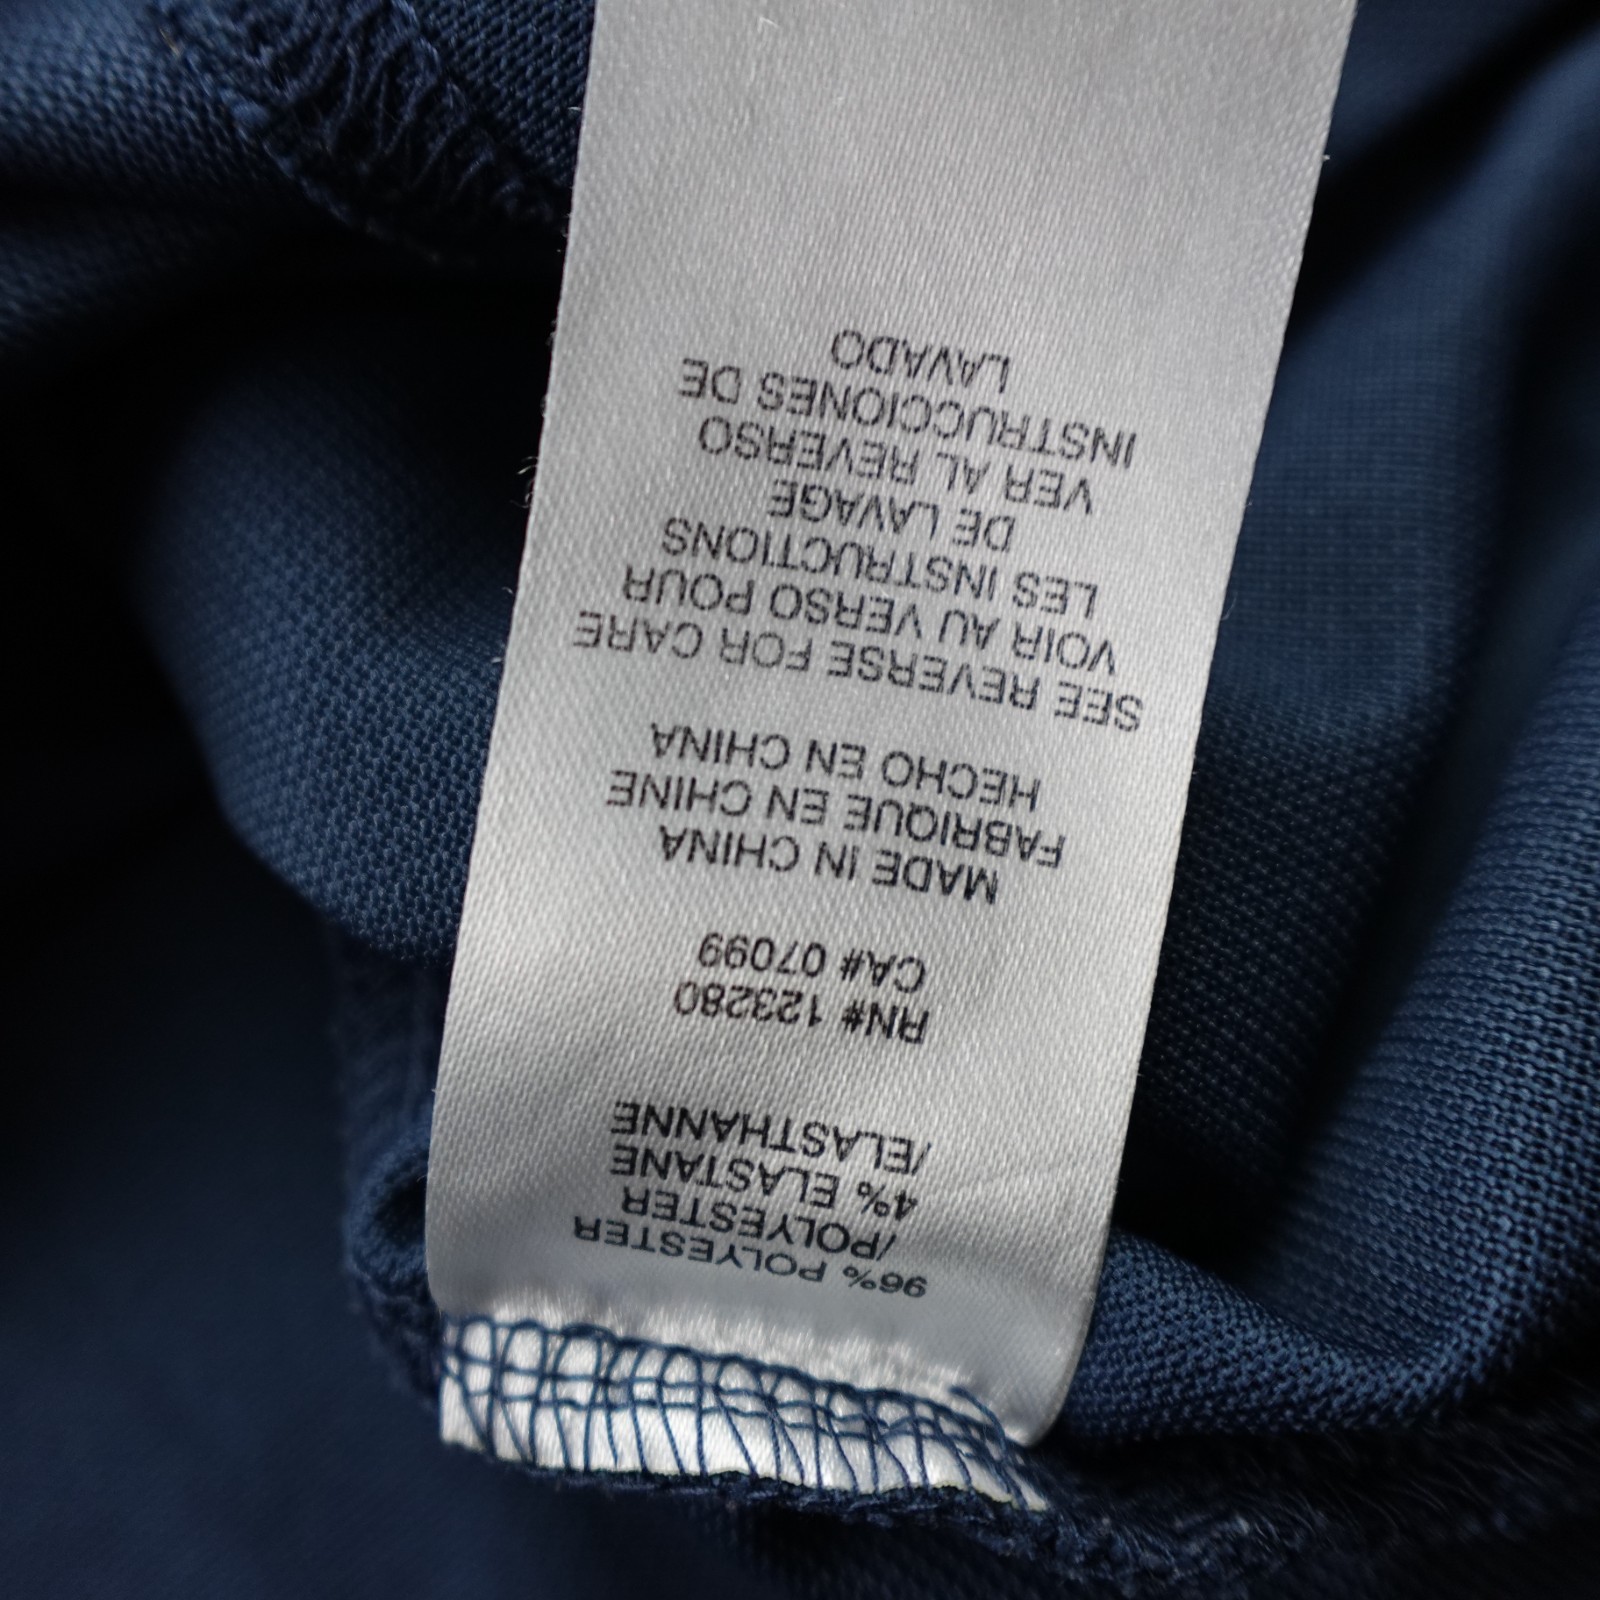 96% POLYESTER
/POLYESTER
4% ELASTANE
/ELASTHANNE
RN# 123280
CA# 07099
MADE IN CHINA
FABRIQUE EN CHINE
HECHO EN CHINA
SEE REVERSE FOR CARE
VOIR AU VERSO POUR
LES INSTRUCTIONS
DE LAVAGE
VER AL REVERSO
INSTRUCCIONES DE
LAVADO